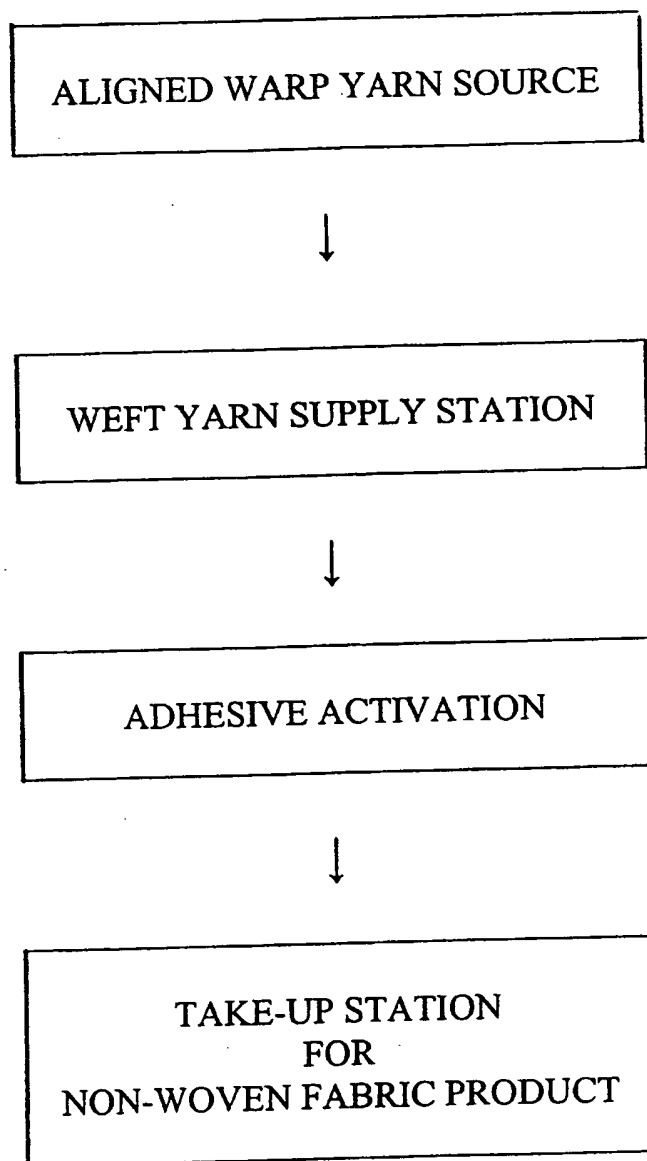 ALIGNED WARP YARN SOURCE
↓
WEFT YARN SUPPLY STATION
↓
ADHESIVE ACTIVATION
↓
TAKE-UP STATION
FOR
NON-WOVEN FABRIC PRODUCT